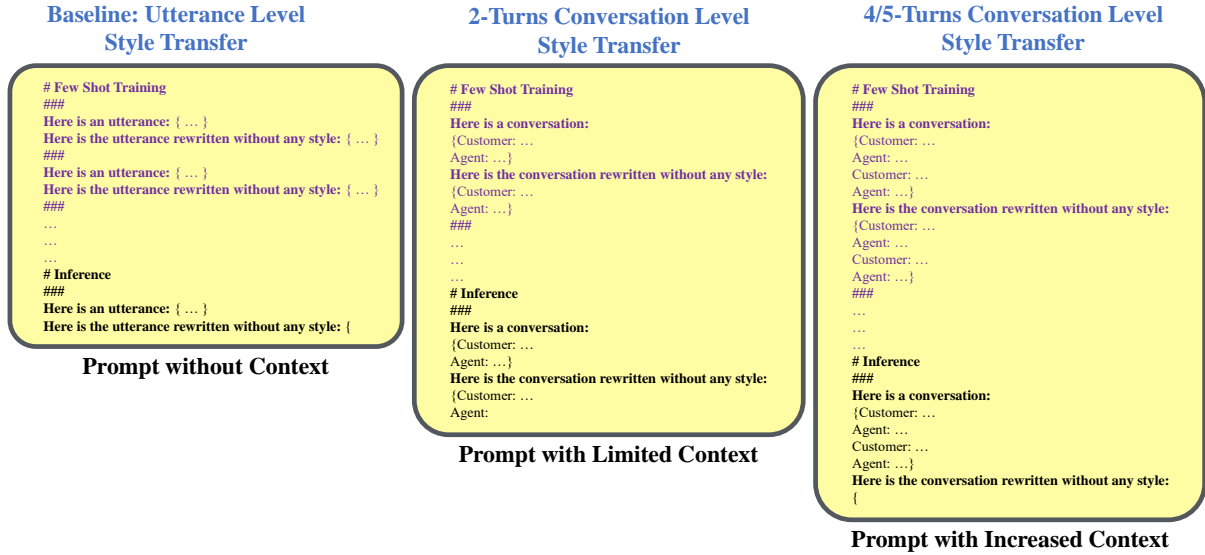 Baseline: Utterance Level
Style Transfer
# Few Shot Training
###
Here is an utterance: { … }
Here is the utterance rewritten without any style: { … }
###
Here is an utterance: { … }
Here is the utterance rewritten without any style: { … }
###
…
…
…
# Inference
###
Here is an utterance: { … }
Here is the utterance rewritten without any style: {
Prompt without Context
2-Turns Conversation Level
Style Transfer
# Few Shot Training
###
Here is a conversation:
{Customer: …
Agent: …}
Here is the conversation rewritten without any style:
{Customer: …
Agent: …}
###
…
…
…
# Inference
###
Here is a conversation:
{Customer: …
Agent: …}
Here is the conversation rewritten without any style:
{Customer: …
Agent:
Prompt with Limited Context
4/5-Turns Conversation Level
Style Transfer
# Few Shot Training
###
Here is a conversation:
{Customer: …
Agent: …
Customer: …
Agent: …}
Here is the conversation rewritten without any style:
{Customer: …
Agent: …
Customer: …
Agent: …}
###
…
…
…
# Inference
###
Here is a conversation:
{Customer: …
Agent: …
Customer: …
Agent: …}
Here is the conversation rewritten without any style:
{
Prompt with Increased Context